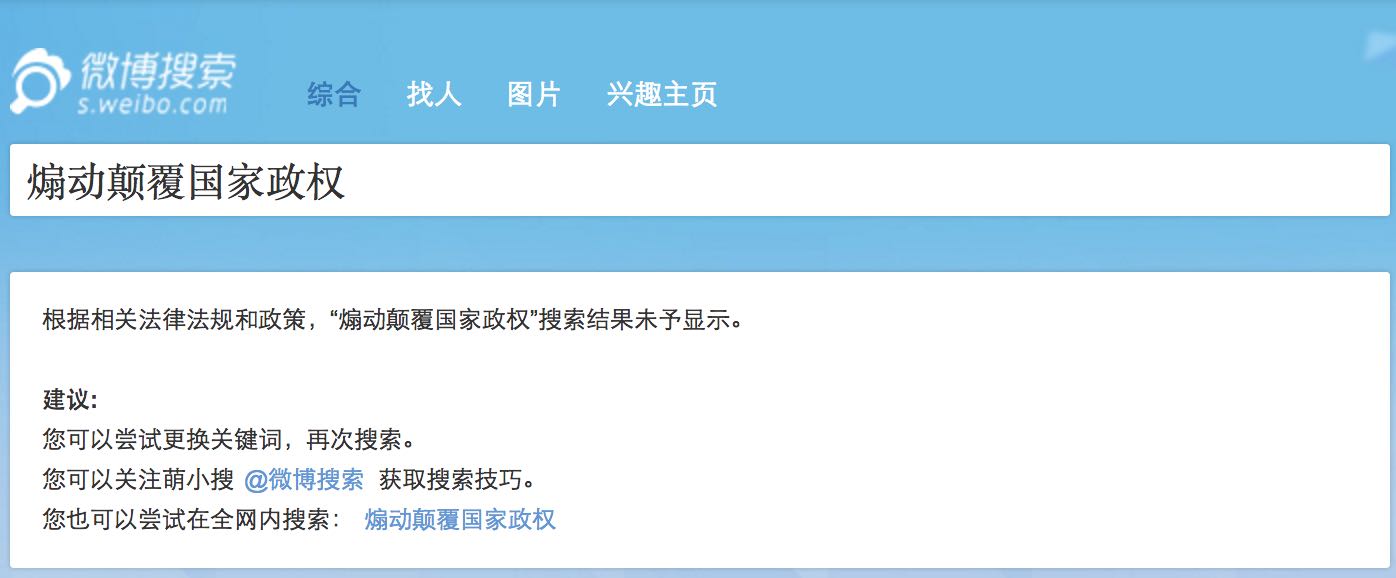 微博搜索
s.weibo.com
综合 找人 图片 兴趣主页
煽动颠覆国家政权
根据相关法律法规和政策，“煽动颠覆国家政权”搜索结果未予显示。
建议:
您可以尝试更换关键词，再次搜索。
您可以关注萌小搜 @微博搜索 获取搜索技巧。
您也可以尝试在全网内搜索： 煽动颠覆国家政权